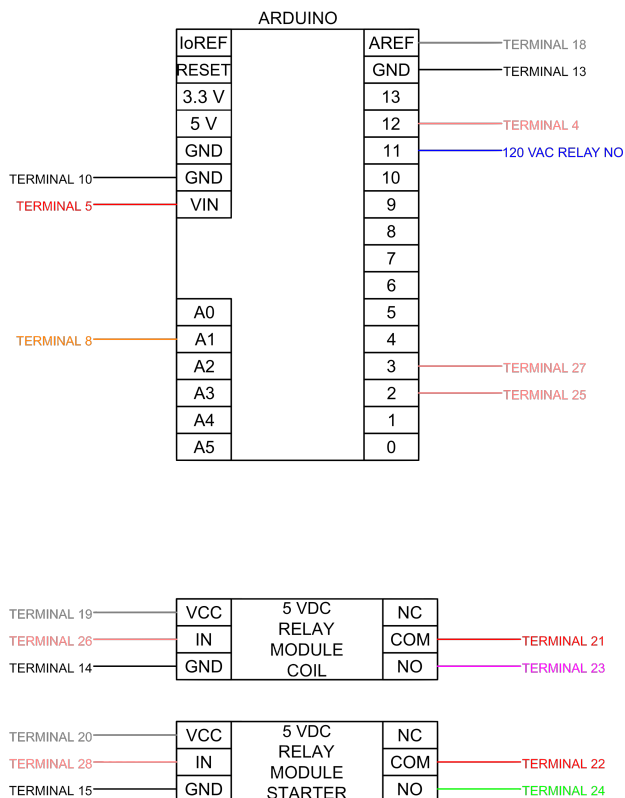 ARDUINO
IoREF
AREF
TERMINAL 18
RESET
GND
TERMINAL 13
3.3 V
13
5 V
12
TERMINAL 4
GND
11
120 VAC RELAY NO
TERMINAL 10
GND
10
TERMINAL 5
VIN
9
8
7
6
A0
5
TERMINAL 8
A1
4
A2
3
TERMINAL 27
A3
2
TERMINAL 25
A4
1
A5
0
TERMINAL 19
VCC
5 VDC
RELAY
MODULE
COIL
NC
TERMINAL 26
IN
COM
TERMINAL 21
TERMINAL 14
GND
NO
TERMINAL 23
TERMINAL 20
VCC
5 VDC
RELAY
MODULE
STARTER
NC
TERMINAL 28
IN
COM
TERMINAL 22
TERMINAL 15
GND
NO
TERMINAL 24